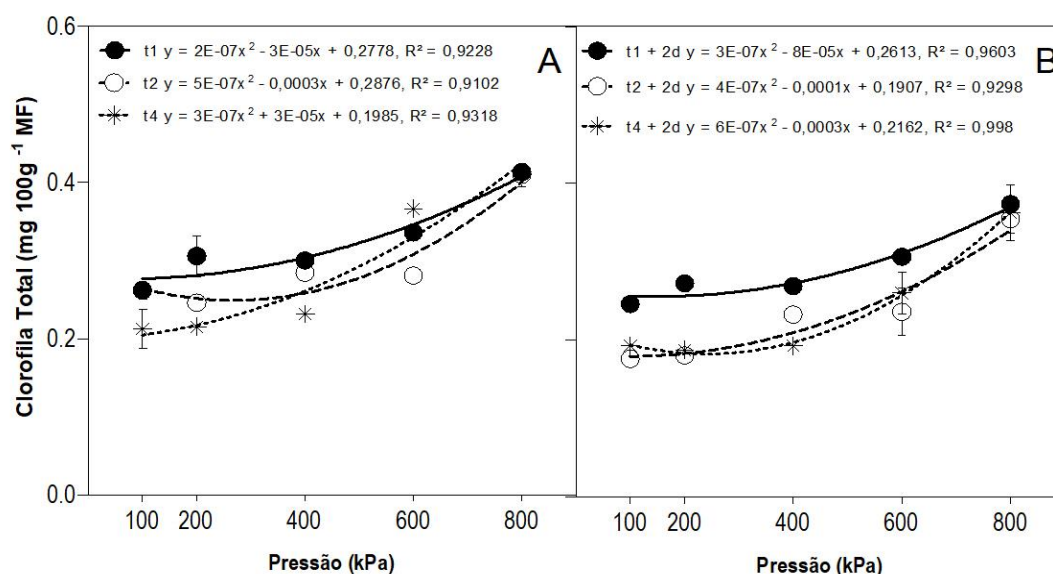 0.6
t1 y = 2E-07x² - 3E-05x + 0,2778, R² = 0,9228
t2 y = 5E-07x² -0,0003x + 0,2876, R² = 0,9102
t4 y = 3E-07x² + 3E-05x + 0,1985, R² = 0,9318
A
t1 + 2d y = 3E-07x² - 8E-05x + 0,2613, R² = 0,9603
t2 + 2d y = 4E-07x² -0,0001x + 0,1907, R² = 0,9298
t4 + 2d y = 6E-07x² -0,0003x + 0,2162, R² = 0,998
B
Clorofila Total (mg 100g ⁻¹ MF)
0.4
0.2
0.0
100 200 400 600 800
100 200 400 600 800
Pressão (kPa)
Pressão (kPa)